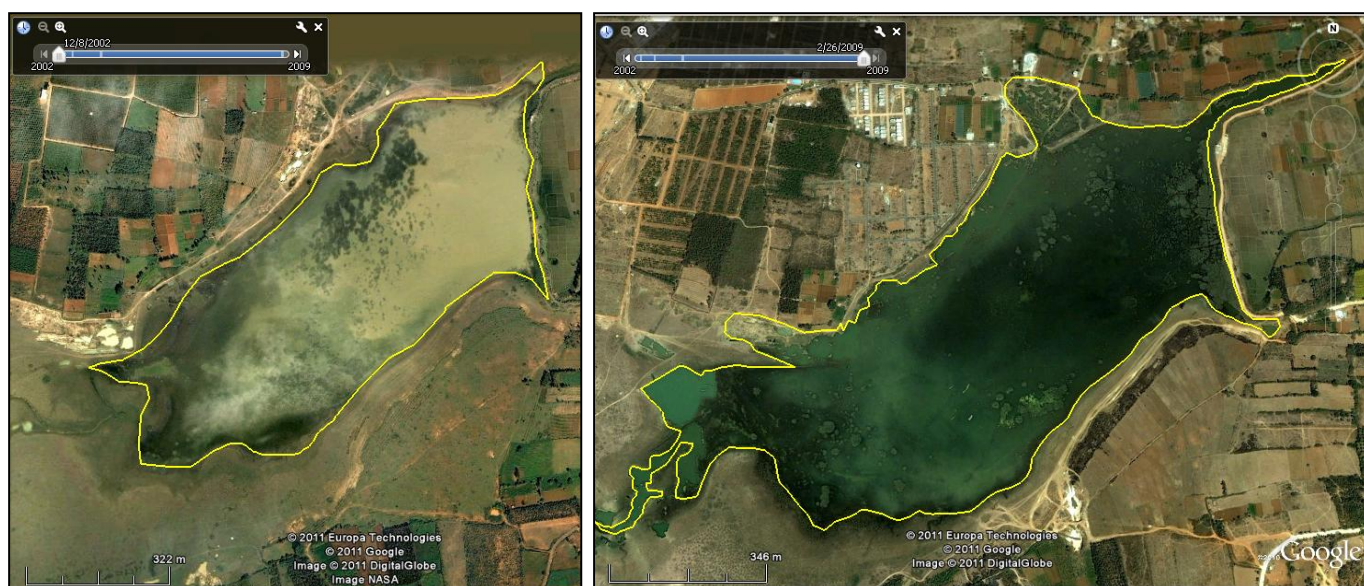 12/8/2002
2002
2009
322 m
© 2011 Europa Technologies
© 2011 Google
Image © 2011 DigitalGlobe
Image NASA
2/26/2009
2002
2009
N
346 m
© 2011 Europa Technologies
© 2011 Google
Image © 2011 DigitalGlobe
Google